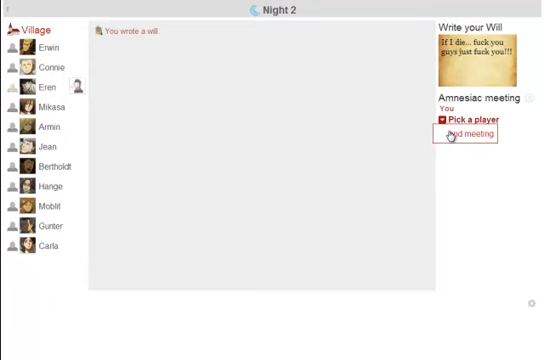 Night 2
Village
Erwin
Connie
Eren
Mikasa
Armin
Jean
Bertholdt
Hange
Moblit
Gunter
Carla
You wrote a will.
Write your Will
If I die... fuck you
guys just fuck you!!!
Amnesiac meeting
You
Pick a player
meeting